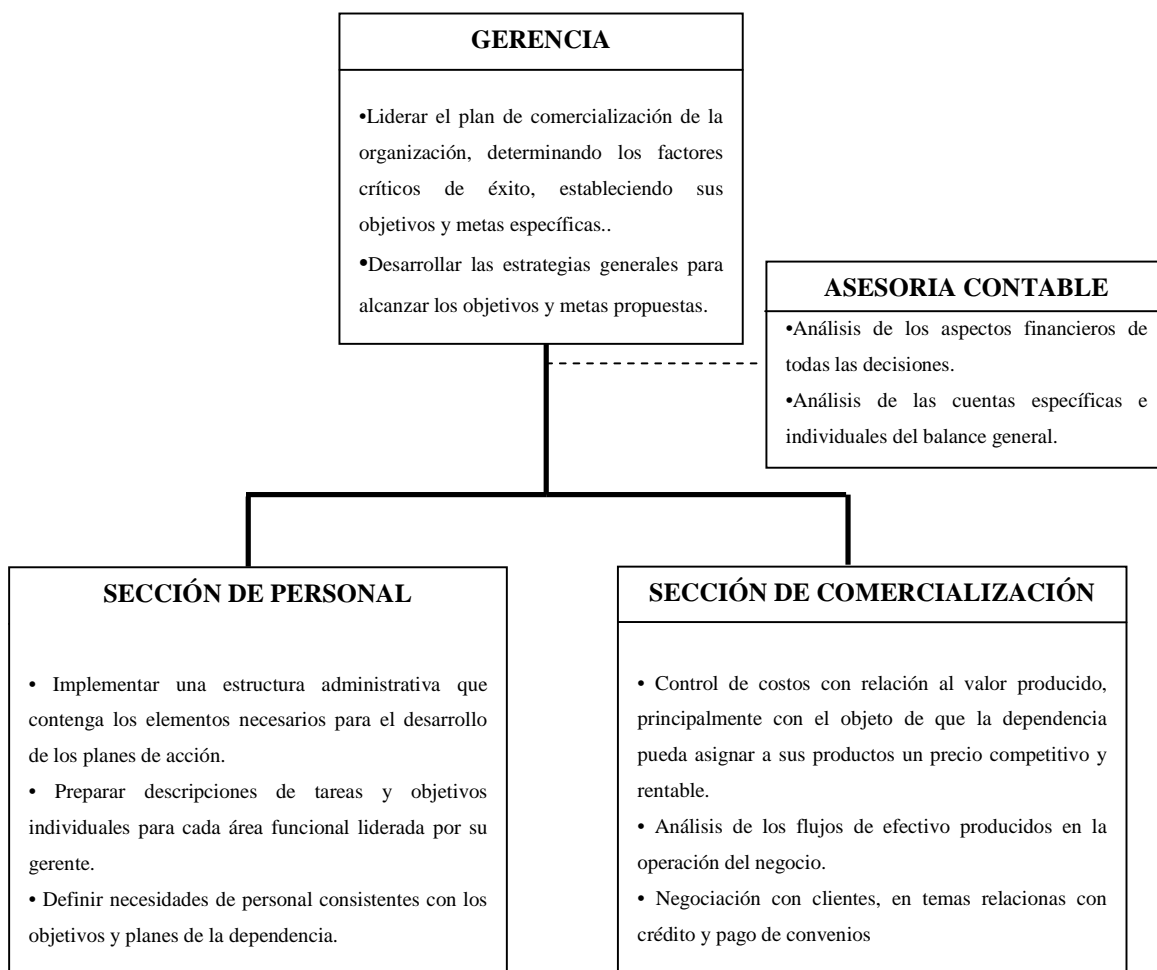 GERENCIA
•Liderar el plan de comercialización de la
organización, determinando los factores
críticos de éxito, estableciendo sus
objetivos y metas específicas..
•Desarrollar las estrategias generales para
alcanzar los objetivos y metas propuestas.
ASESORIA CONTABLE
•Análisis de los aspectos financieros de
todas las decisiones.
•Análisis de las cuentas específicas e
individuales del balance general.
SECCIÓN DE PERSONAL
• Implementar una estructura administrativa que
contenga los elementos necesarios para el desarrollo
de los planes de acción.
• Preparar descripciones de tareas y objetivos
individuales para cada área funcional liderada por su
gerente.
• Definir necesidades de personal consistentes con los
objetivos y planes de la dependencia.
SECCIÓN DE COMERCIALIZACIÓN
• Control de costos con relación al valor producido,
principalmente con el objeto de que la dependencia
pueda asignar a sus productos un precio competitivo y
rentable.
• Análisis de los flujos de efectivo producidos en la
operación del negocio.
• Negociación con clientes, en temas relacionas con
crédito y pago de convenios